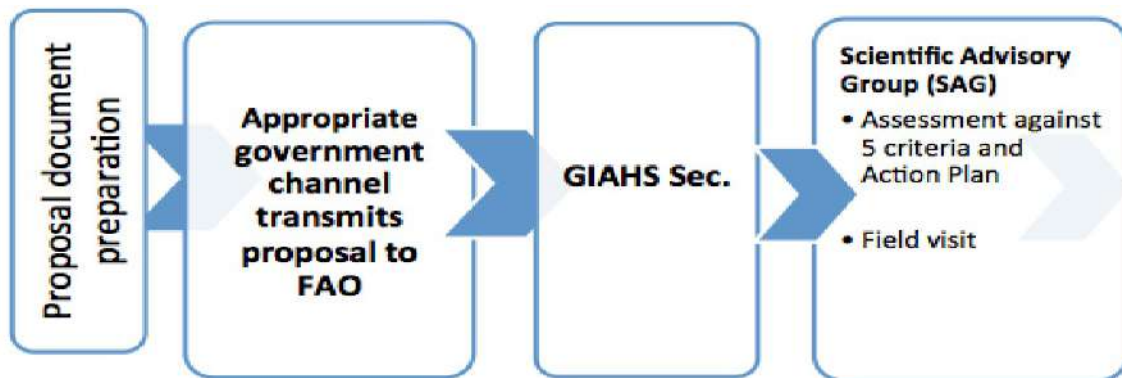 Proposal document
preparation
Appropriate
government
channel
transmits
proposal to
FAO
GIAHS Sec.
Scientific Advisory
Group (SAG)
• Assessment against
5 criteria and
Action Plan
• Field visit